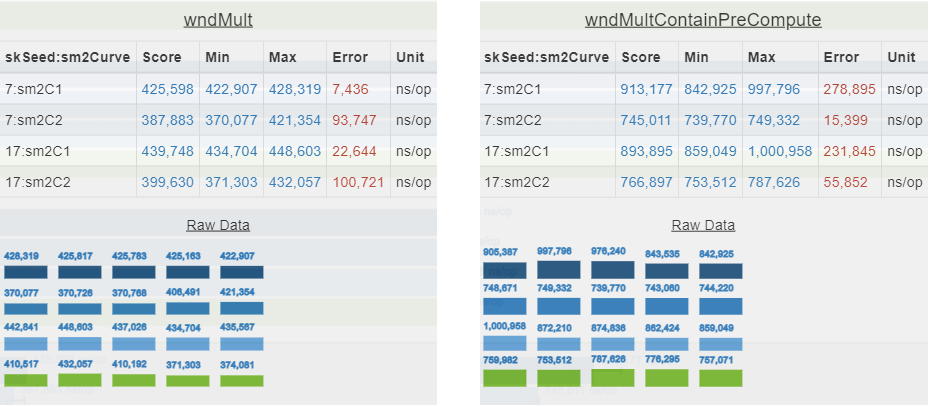 wndMult
skSeed:sm2Curve Score Min Max Error Unit
7:sm2C1 425,598 422,907 428,319 7,436 ns/op
7:sm2C2 387,883 370,077 421,354 93,747 ns/op
17:sm2C1 439,748 434,704 448,603 22,644 ns/op
17:sm2C2 399,630 371,303 432,057 100,721 ns/op
Raw Data
428,319 425,817 425,783 425,163 422,907
370,077 370,726 370,768 406,491 421,354
442,841 448,603 437,026 434,704 435,567
410,517 432,057 410,192 371,303 374,081
wndMultContainPreCompute
skSeed:sm2Curve Score Min Max Error Unit
7:sm2C1 913,177 842,925 997,796 278,895 ns/op
7:sm2C2 745,011 739,770 749,332 15,399 ns/op
17:sm2C1 893,895 859,049 1,000,958 231,845 ns/op
17:sm2C2 766,897 753,512 787,626 55,852 ns/op
ns/op
Raw Data
905,387 997,796 976,240 843,535 842,925
ns/op
748,671 749,332 739,770 743,060 744,220
1,000,958 872,210 874,836 862,424 859,049
759,982 753,512 787,626 776,295 757,071